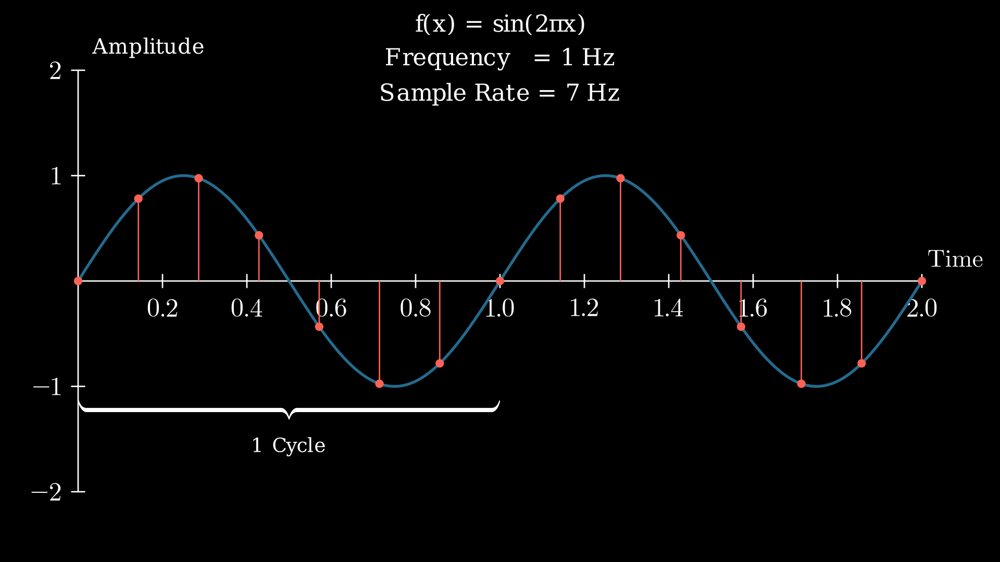 f(x) = sin(2πx)
Amplitude
Frequency = 1 Hz
2
Sample Rate = 7 Hz
1
Time
0.2 0.4 0.6 0.8 1.0 1.2 1.4 1.6 1.8 2.0
−1
1 Cycle
−2